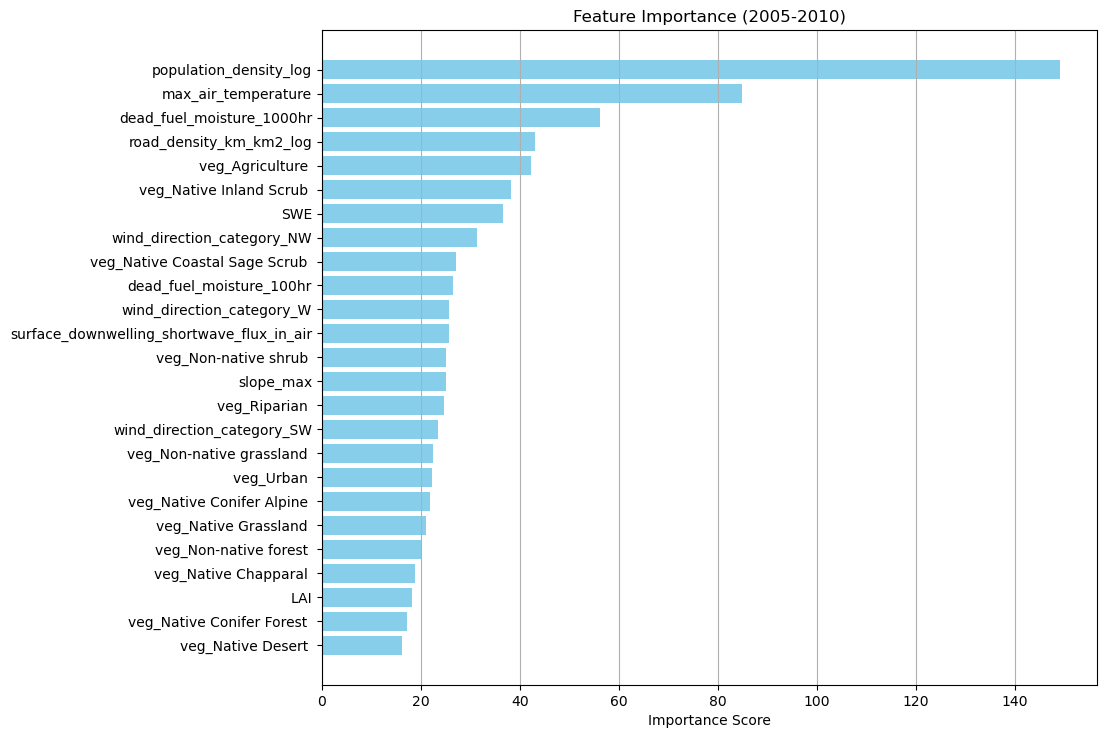 Feature Importance (2005-2010)
population_density_log
max_air_temperature
dead_fuel_moisture_1000hr
road_density_km_km2_log
veg_Agriculture
veg_Native Inland Scrub
SWE
wind_direction_category_NW
veg_Native Coastal Sage Scrub
dead_fuel_moisture_100hr
wind_direction_category_W
surface_downwelling_shortwave_flux_in_air
veg_Non-native shrub
slope_max
veg_Riparian
wind_direction_category_SW
veg_Non-native grassland
veg_Urban
veg_Native Conifer Alpine
veg_Native Grassland
veg_Non-native forest
veg_Native Chapparal
LAI
veg_Native Conifer Forest
veg_Native Desert
0 20 40 60 80 100 120 140
Importance Score